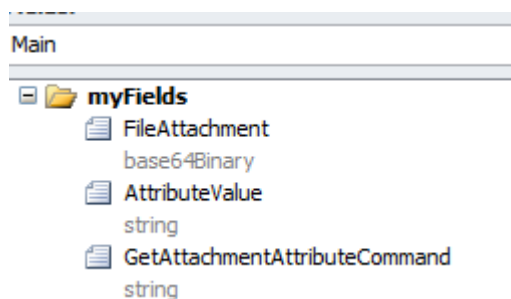 Main
myFields
FileAttachment
base64Binary
AttributeValue
string
GetAttachmentAttributeCommand
string